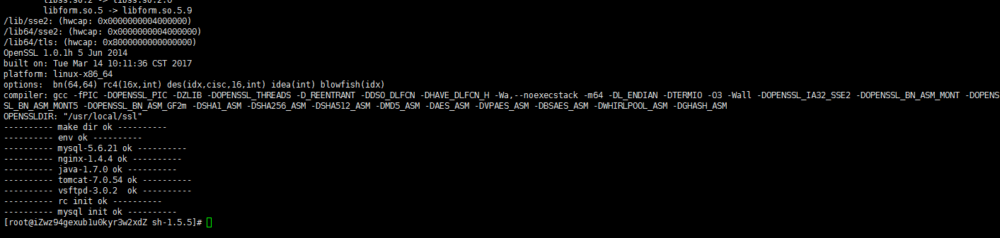 libss.so.2 -> libss.so.2.0
libform.so.5 -> libform.so.5.9
/lib/sse2: (hwcap: 0x0000000004000000)
/lib64/sse2: (hwcap: 0x0000000004000000)
/lib64/tls: (hwcap: 0x8000000000000000)
OpenSSL 1.0.1h 5 Jun 2014
built on: Tue Mar 14 10:11:36 CST 2017
platform: linux-x86_64
options:  bn(64,64) rc4(16x,int) des(idx,cisc,16,int) idea(int) blowfish(idx)
compiler: gcc -fPIC -DOPENSSL_PIC -DZLIB -DOPENSSL_THREADS -D_REENTRANT -DDSO_DLFCN -DHAVE_DLFCN_H -Wa,--noexecstack -m64 -DL_ENDIAN -DTERMIO -O3 -Wall -DOPENSSL_IA32_SSE2 -DOPENSSL_BN_ASM_MONT -DOPENS
SL_BN_ASM_MONT5 -DOPENSSL_BN_ASM_GF2m -DSHA1_ASM -DSHA256_ASM -DSHA512_ASM -DMD5_ASM -DAES_ASM -DVPAES_ASM -DBSAES_ASM -DWHIRLPOOL_ASM -DGHASH_ASM
OPENSSLDIR: "/usr/local/ssl"
---------- make dir ok ----------
---------- env ok ----------
---------- mysql-5.6.21 ok ----------
---------- nginx-1.4.4 ok ----------
---------- java-1.7.0 ok ----------
---------- tomcat-7.0.54 ok ----------
---------- vsftpd-3.0.2  ok ----------
---------- rc init ok ----------
---------- mysql init ok ----------
[root@iZwz94gexub1u0kyr3w2xdZ sh-1.5.5]#